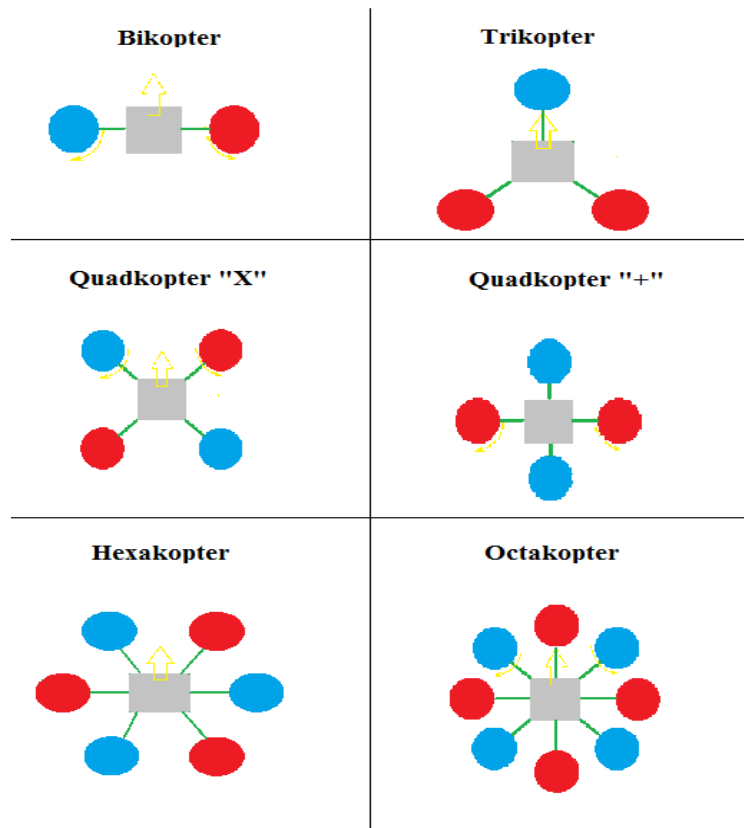 Bikopter
Trikopter
Quadkopter "X"
Quadkopter "+"
Hexakopter
Octakopter